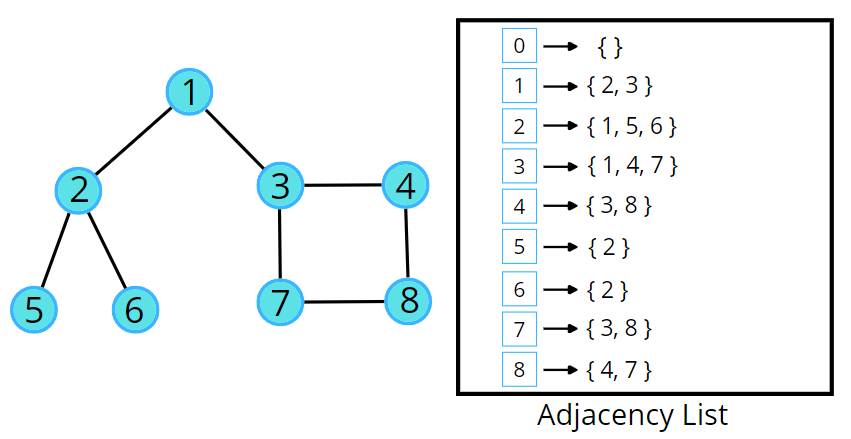 1
2
3
4
5
6
7
8
0 { }
1 { 2, 3 }
2 { 1, 5, 6 }
3 { 1, 4, 7 }
4 { 3, 8 }
5 { 2 }
6 { 2 }
7 { 3, 8 }
8 { 4, 7 }
Adjacency List